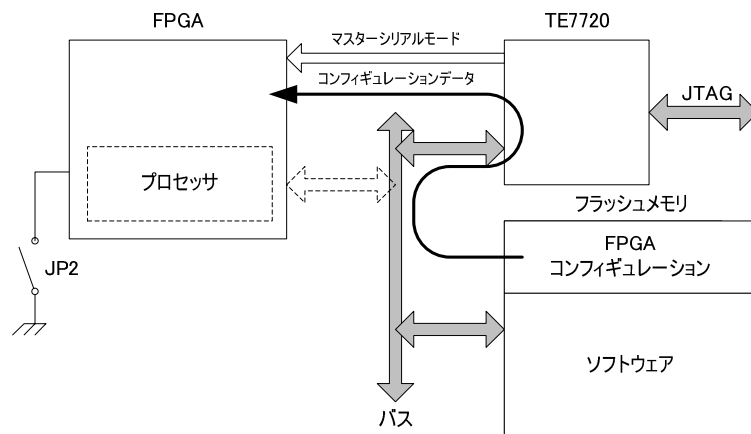 FPGA
TE7720
マスターシリアルモード
コンフィギュレーションデータ
JTAG
プロセッサ
フラッシュメモリ
FPGA
コンフィギュレーション
JP2
ソフトウェア
バス